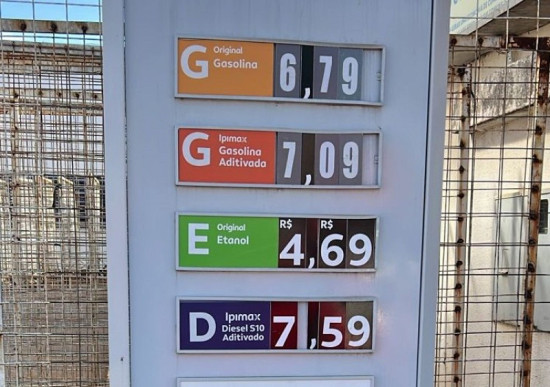 G Original Gasolina 6,79
G Ipimax Gasolina Aditivada 7,09
E Original Etanol R$ R$ 4,69
D Ipimax Diesel S10 Aditivado 7,59